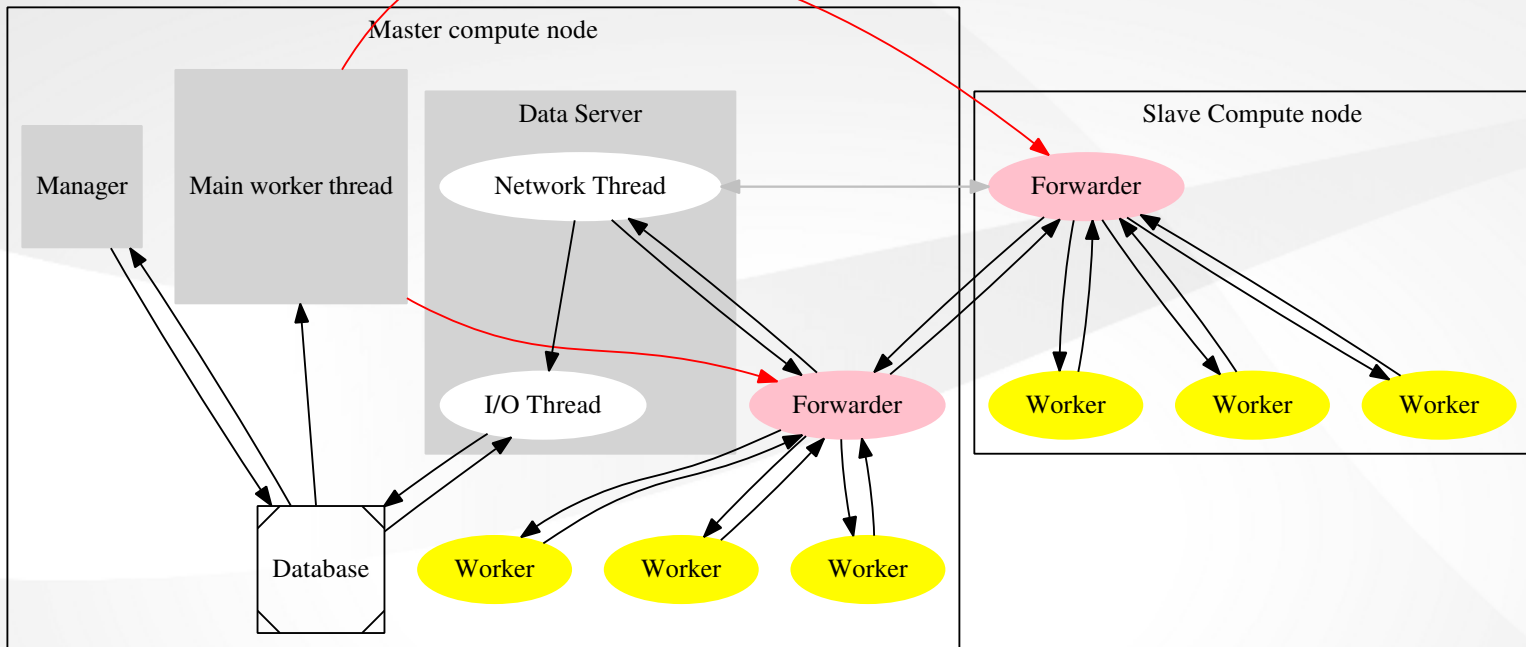 Master compute node
Data Server
Slave Compute node
Manager
Main worker thread
Network Thread
Forwarder
I/O Thread
Forwarder
Worker
Worker
Worker
Database
Worker
Worker
Worker